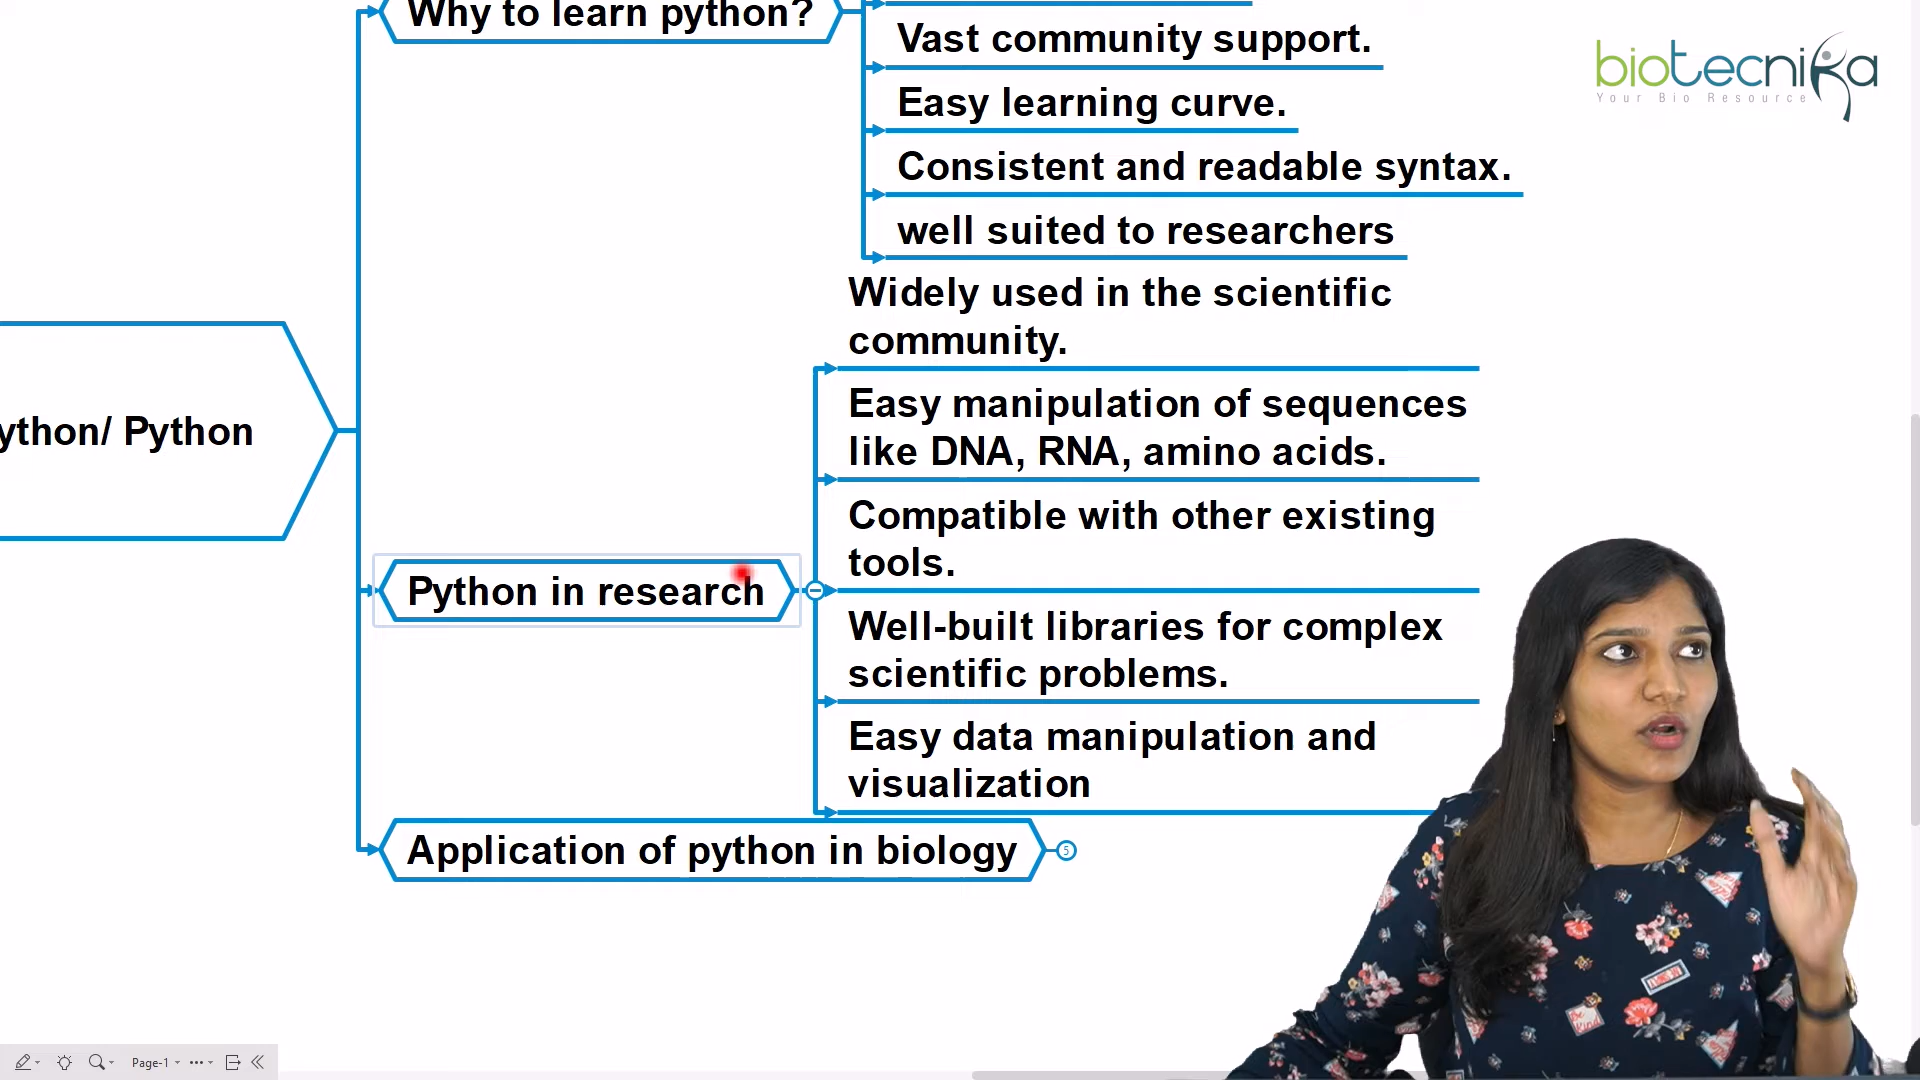 Why to learn python?
Vast community support.
Easy learning curve.
Consistent and readable syntax.
well suited to researchers
biotecnika
Your Bio Resource
Widely used in the scientific
community.
Easy manipulation of sequences
like DNA, RNA, amino acids.
ython/ Python
Compatible with other existing
tools.
Python in research
Well-built libraries for complex
scientific problems.
Easy data manipulation and
visualization
Application of python in biology
5
Page-1